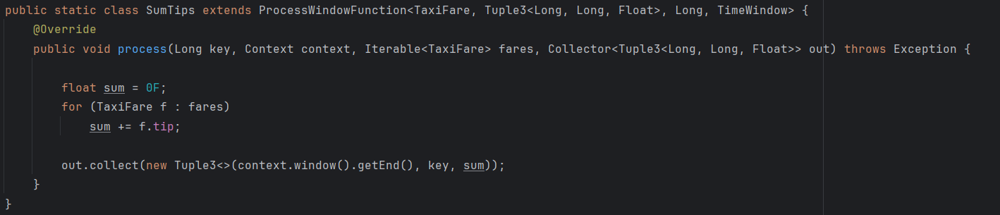 public static class SumTips extends ProcessWindowFunction<TaxiFare, Tuple3<Long, Long, Float>, Long, TimeWindow> {
    @Override
    public void process(Long key, Context context, Iterable<TaxiFare> fares, Collector<Tuple3<Long, Long, Float>> out) throws Exception {

        float sum = 0F;
        for (TaxiFare f : fares)
            sum += f.tip;

        out.collect(new Tuple3<>(context.window().getEnd(), key, sum));
    }
}